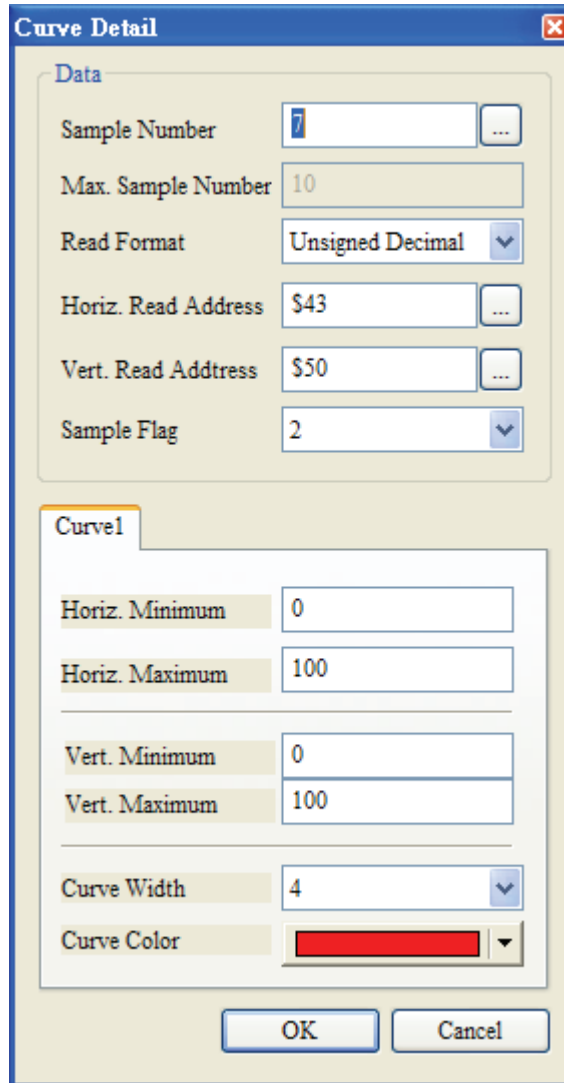 Curve Detail
Data
Sample Number 7 ...
Max. Sample Number 10
Read Format Unsigned Decimal
Horiz. Read Address $43 ...
Vert. Read Addtress $50 ...
Sample Flag 2
Curve1
Horiz. Minimum 0
Horiz. Maximum 100
Vert. Minimum 0
Vert. Maximum 100
Curve Width 4
Curve Color
OK Cancel